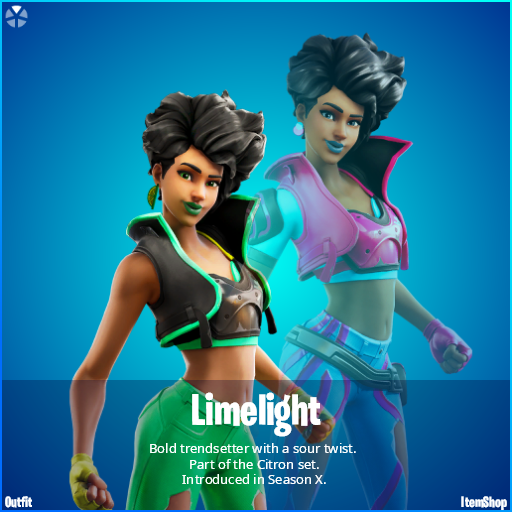 Limelight
Bold trendsetter with a sour twist.
Part of the Citron set.
Introduced in Season X.
Outfit
ItemShop